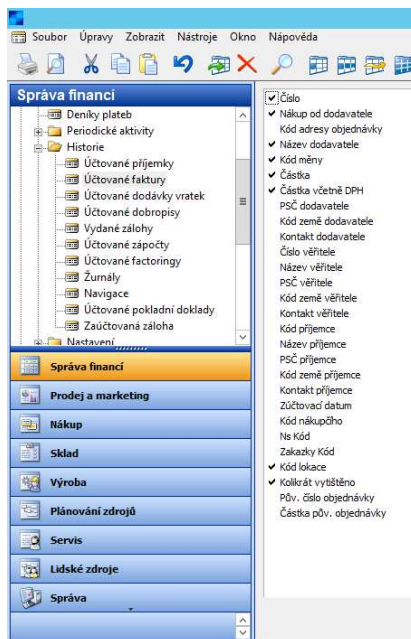 Soubor Úpravy Zobrazit Nástroje Okno Nápověda
Správa financí
Deníky plateb
Periodické aktivity
Historie
Účtované příjemky
Účtované faktury
Účtované dodávky vratek
Účtované dobropisy
Vydané zálohy
Účtované zápočty
Účtované factoringy
Žurnály
Navigace
Účtované pokladní doklady
Zaúčtovaná záloha
Nastavení
Správa financí
Prodej a marketing
Nákup
Sklad
Výroba
Plánování zdrojů
Servis
Lidské zdroje
Správa
Číslo
Nákup od dodavatele
Kód adresy objednávky
Název dodavatele
Kód měny
Částka
Částka včetně DPH
PSČ dodavatele
Kód země dodavatele
Kontakt dodavatele
Číslo věřitele
Název věřitele
PSČ věřitele
Kód země věřitele
Kontakt věřitele
Kód příjemce
Název příjemce
PSČ příjemce
Kód země příjemce
Kontakt příjemce
Zúčtovací datum
Kód nákupčího
Ns Kód
Zakazky Kód
Kód lokace
Kolikrát vytištěno
Pův. číslo objednávky
Částka pův. objednávky